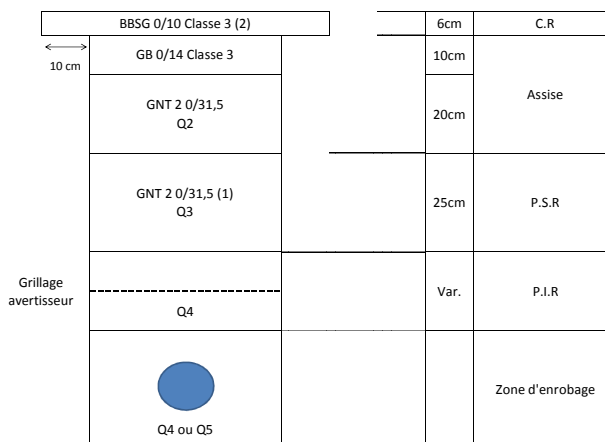 BBSG 0/10 Classe 3 (2)
6cm
C.R
10 cm
GB 0/14 Classe 3
10cm
GNT 2 0/31,5
Q2
20cm
Assise
GNT 2 0/31,5 (1)
Q3
25cm
P.S.R
Grillage
avertisseur
Q4
Var.
P.I.R
Q4 ou Q5
Zone d'enrobage